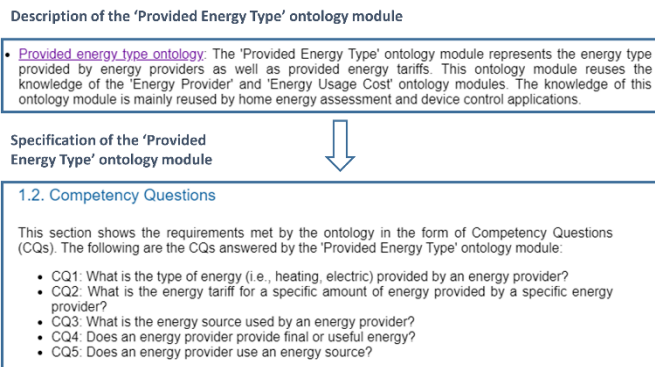 Description of the ‘Provided Energy Type’ ontology module
• Provided energy type ontology: The 'Provided Energy Type' ontology module represents the energy type
provided by energy providers as well as provided energy tariffs. This ontology module reuses the
knowledge of the 'Energy Provider' and 'Energy Usage Cost' ontology modules. The knowledge of this
ontology module is mainly reused by home energy assessment and device control applications.
Specification of the ‘Provided
Energy Type’ ontology module
1.2. Competency Questions
This section shows the requirements met by the ontology in the form of Competency Questions
(CQs). The following are the CQs answered by the 'Provided Energy Type' ontology module:
• CQ1: What is the type of energy (i.e., heating, electric) provided by an energy provider?
• CQ2: What is the energy tariff for a specific amount of energy provided by a specific energy
provider?
• CQ3: What is the energy source used by an energy provider?
• CQ4: Does an energy provider provide final or useful energy?
• CQ5: Does an energy provider use an energy source?